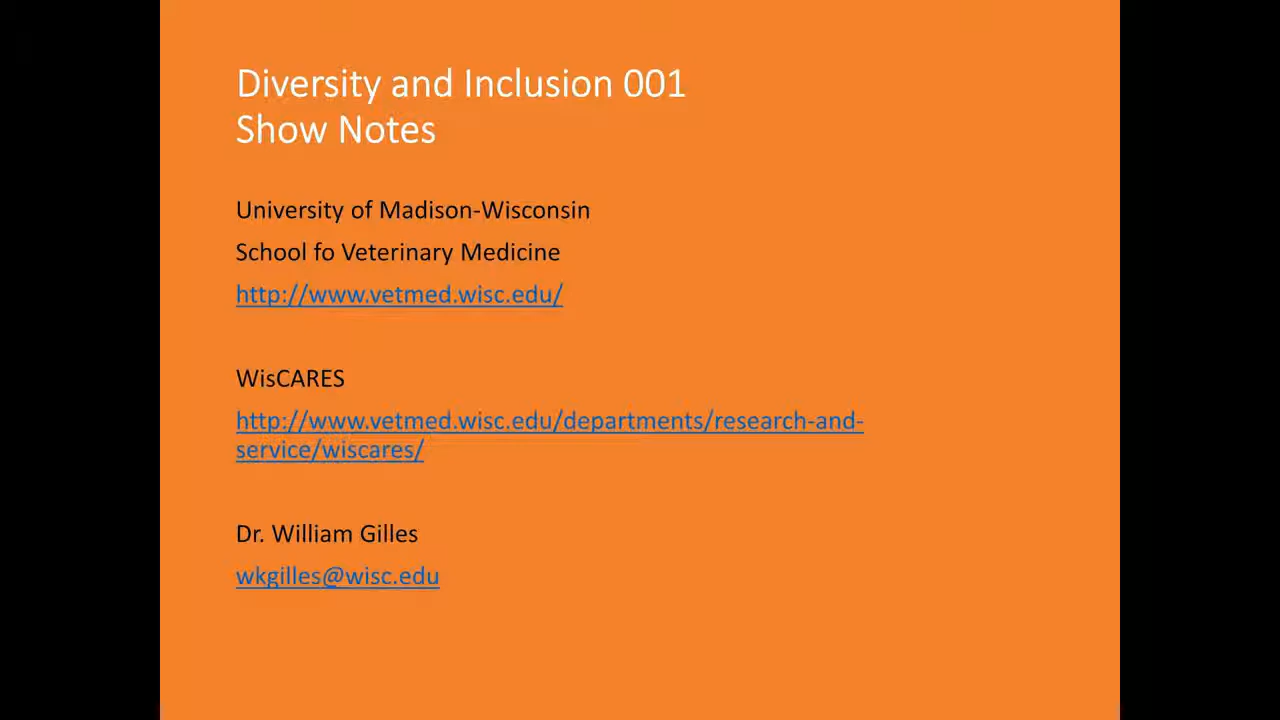 Diversity and Inclusion 001
Show Notes
University of Madison-Wisconsin
School fo Veterinary Medicine
http://www.vetmed.wisc.edu/
WisCARES
http://www.vetmed.wisc.edu/departments/research-and-
service/wiscares/
Dr. William Gilles
wkgilles@wisc.edu